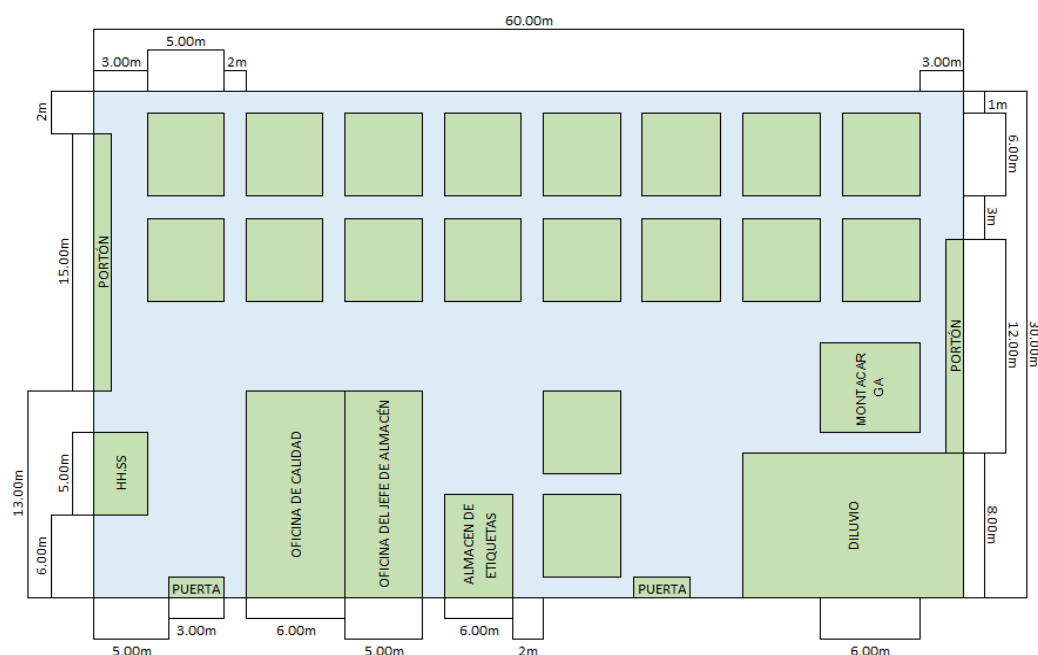 60.00m
5.00m
3.00m
2m
3.00m
2m
1m
6.00m
3m
15.00m
PORTÓN
PORTÓN
12.00m
30.00m
MONTACAR
GA
13.00m
5.00m
HH.SS
6.00m
OFICINA DE CALIDAD
OFICINA DEL JEFE DE ALMACÉN
ALMACEN DE
ETIQUETAS
DILUVIO
8.00m
PUERTA
PUERTA
3.00m
6.00m
6.00m
5.00m
5.00m
2m
6.00m